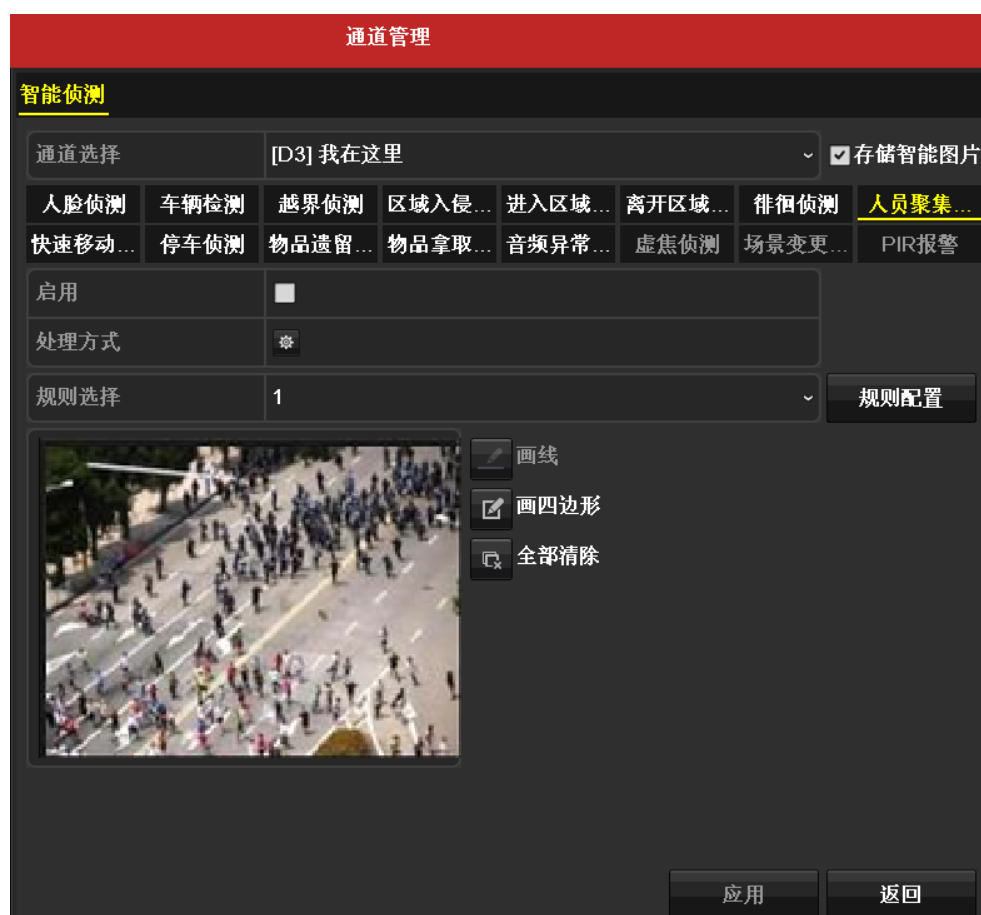 通道管理
智能侦测
通道选择 [D3] 我在这里 存储智能图片
人脸侦测 车辆检测 越界侦测 区域入侵... 进入区域... 离开区域... 徘徊侦测 人员聚集...
快速移动... 停车侦测 物品遗留... 物品拿取... 音频异常... 虚焦侦测 场景变更... PIR报警
启用
处理方式
规则选择 1 规则配置
画线
画四边形
全部清除
应用 返回